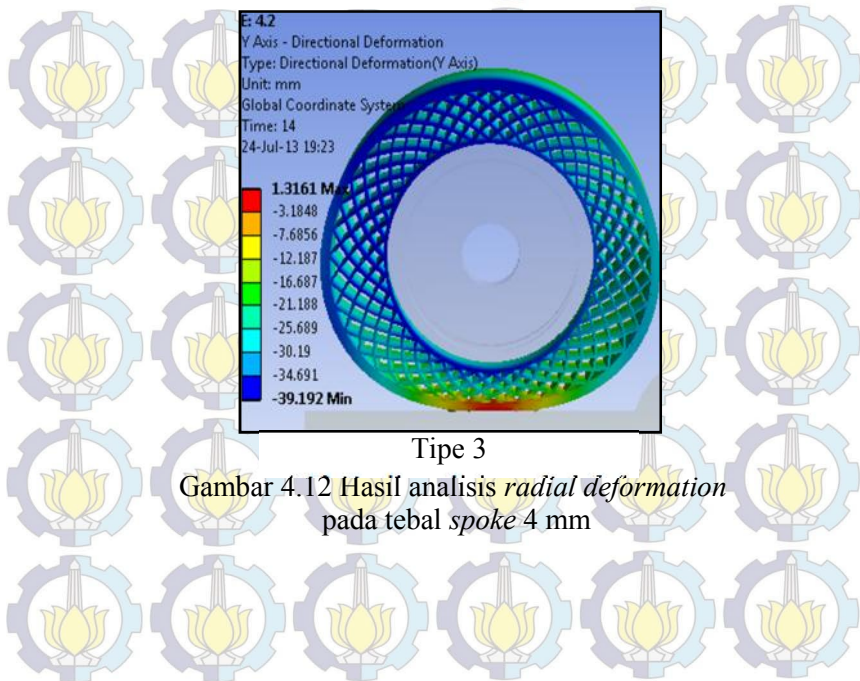 E: 4.2
Y Axis - Directional Deformation
Type: Directional Deformation(Y Axis)
Unit: mm
Global Coordinate System
Time: 14
24-Jul-13 19:23
1.3161 Max
-3.1848
-7.6856
-12.187
-16.687
-21.188
-25.689
-30.19
-34.691
-39.192 Min
Tipe 3
Gambar 4.12 Hasil analisis radial deformation
pada tebal spoke 4 mm